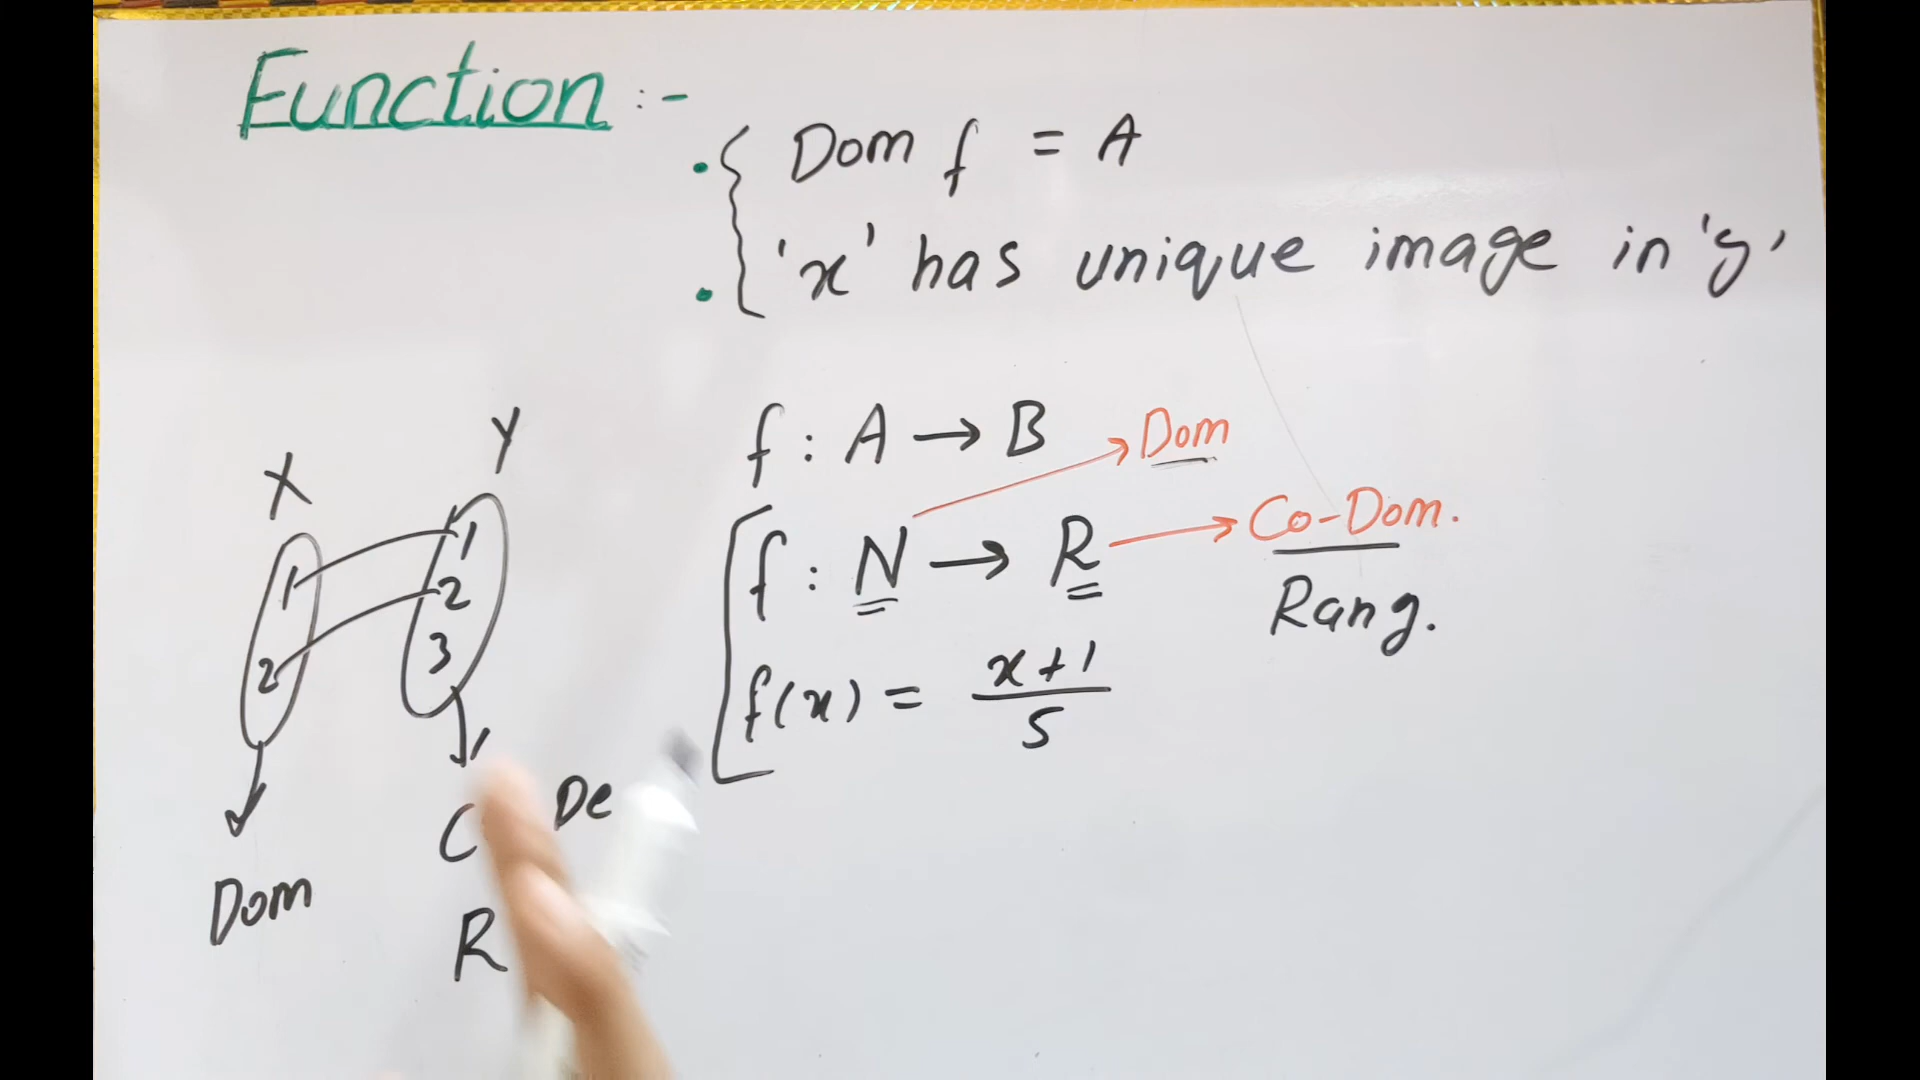 Function :-
Dom f = A
'x' has unique image in 'y'
f : A → B
Dom
f : N → R
Co-Dom.
Rang.
f(x) = x+1 / 5
X
Y
1
2
1
2
3
Dom
C
De
R